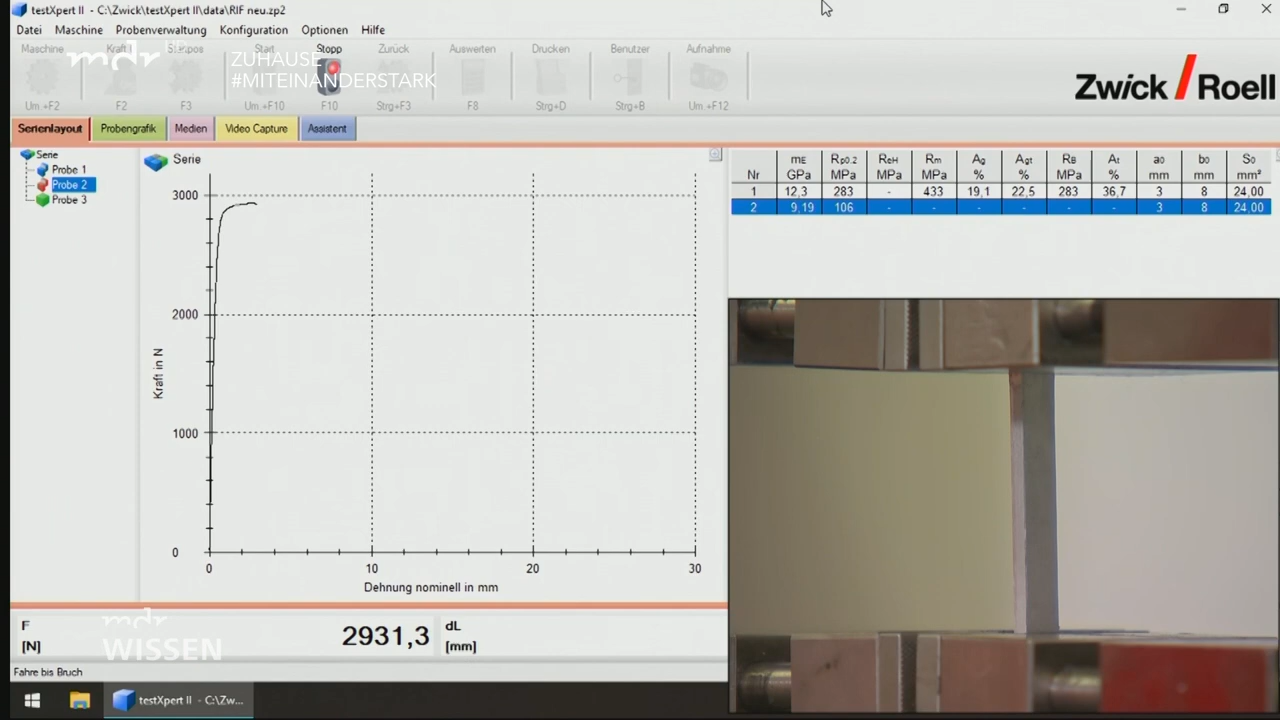 testXpert II - C:\Zwick\testXpert II\data\RIF neu.zp2
Datei Maschine Probenverwaltung Konfiguration Optionen Hilfe
Maschine Kraft Start Stopp Zurück Auswerten Drucken Benutzer Aufnahme
mdr
ZUHAUSE
#MITEINANDERSTARK
Zwick / Roell
Um.+F2 F2 F3 Um.+F10 F10 Strg+F3 F8 Strg+D Strg+B Um.+F12
Serienlayout Probengrafik Medien Video Capture Assistent
Serie
Probe 1
Probe 2
Probe 3
Serie
3000
2000
1000
0
Kraft in N
0 10 20 30
Dehnung nominell in mm
mE Rp0.2 ReH Rm Ag Agt RB At a0 b0 S0
Nr GPa MPa MPa MPa % % MPa % mm mm mm²
1 12,3 283 - 433 19,1 22,5 283 36,7 3 8 24,00
2 9,19 106 - - - - - - 3 8 24,00
F
[N]
2931,3
dL
[mm]
mdr
WISSEN
Fahre bis Bruch
testXpert II - C:\Zw...